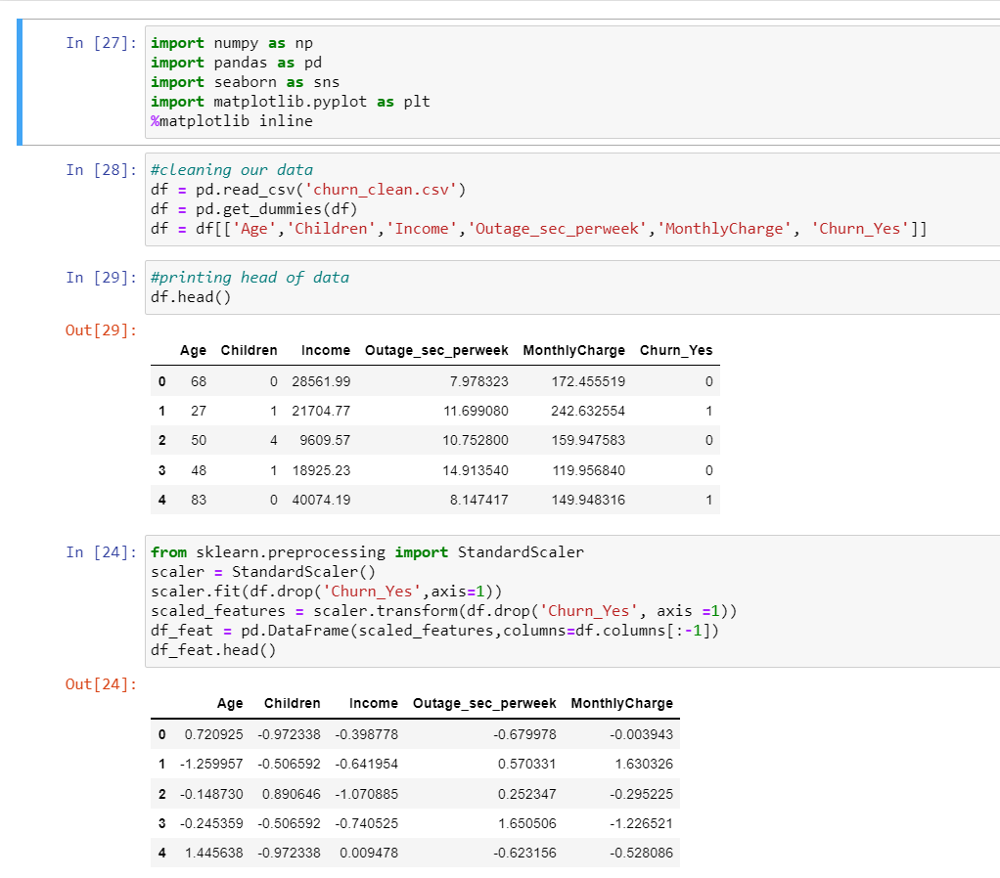 In [27]: import numpy as np
import pandas as pd
import seaborn as sns
import matplotlib.pyplot as plt
%matplotlib inline
In [28]: #cleaning our data
df = pd.read_csv('churn_clean.csv')
df = pd.get_dummies(df)
df = df[['Age','Children','Income','Outage_sec_perweek','MonthlyCharge', 'Churn_Yes']]
In [29]: #printing head of data
df.head()
Out[29]:
Age Children Income Outage_sec_perweek MonthlyCharge Churn_Yes
0 68 0 28561.99 7.978323 172.455519 0
1 27 1 21704.77 11.699080 242.632554 1
2 50 4 9609.57 10.752800 159.947583 0
3 48 1 18925.23 14.913540 119.956840 0
4 83 0 40074.19 8.147417 149.948316 1
In [24]: from sklearn.preprocessing import StandardScaler
scaler = StandardScaler()
scaler.fit(df.drop('Churn_Yes',axis=1))
scaled_features = scaler.transform(df.drop('Churn_Yes', axis =1))
df_feat = pd.DataFrame(scaled_features,columns=df.columns[:-1])
df_feat.head()
Out[24]:
Age Children Income Outage_sec_perweek MonthlyCharge
0 0.720925 -0.972338 -0.398778 -0.679978 -0.003943
1 -1.259957 -0.506592 -0.641954 0.570331 1.630326
2 -0.148730 0.890646 -1.070885 0.252347 -0.295225
3 -0.245359 -0.506592 -0.740525 1.650506 -1.226521
4 1.445638 -0.972338 0.009478 -0.623156 -0.528086